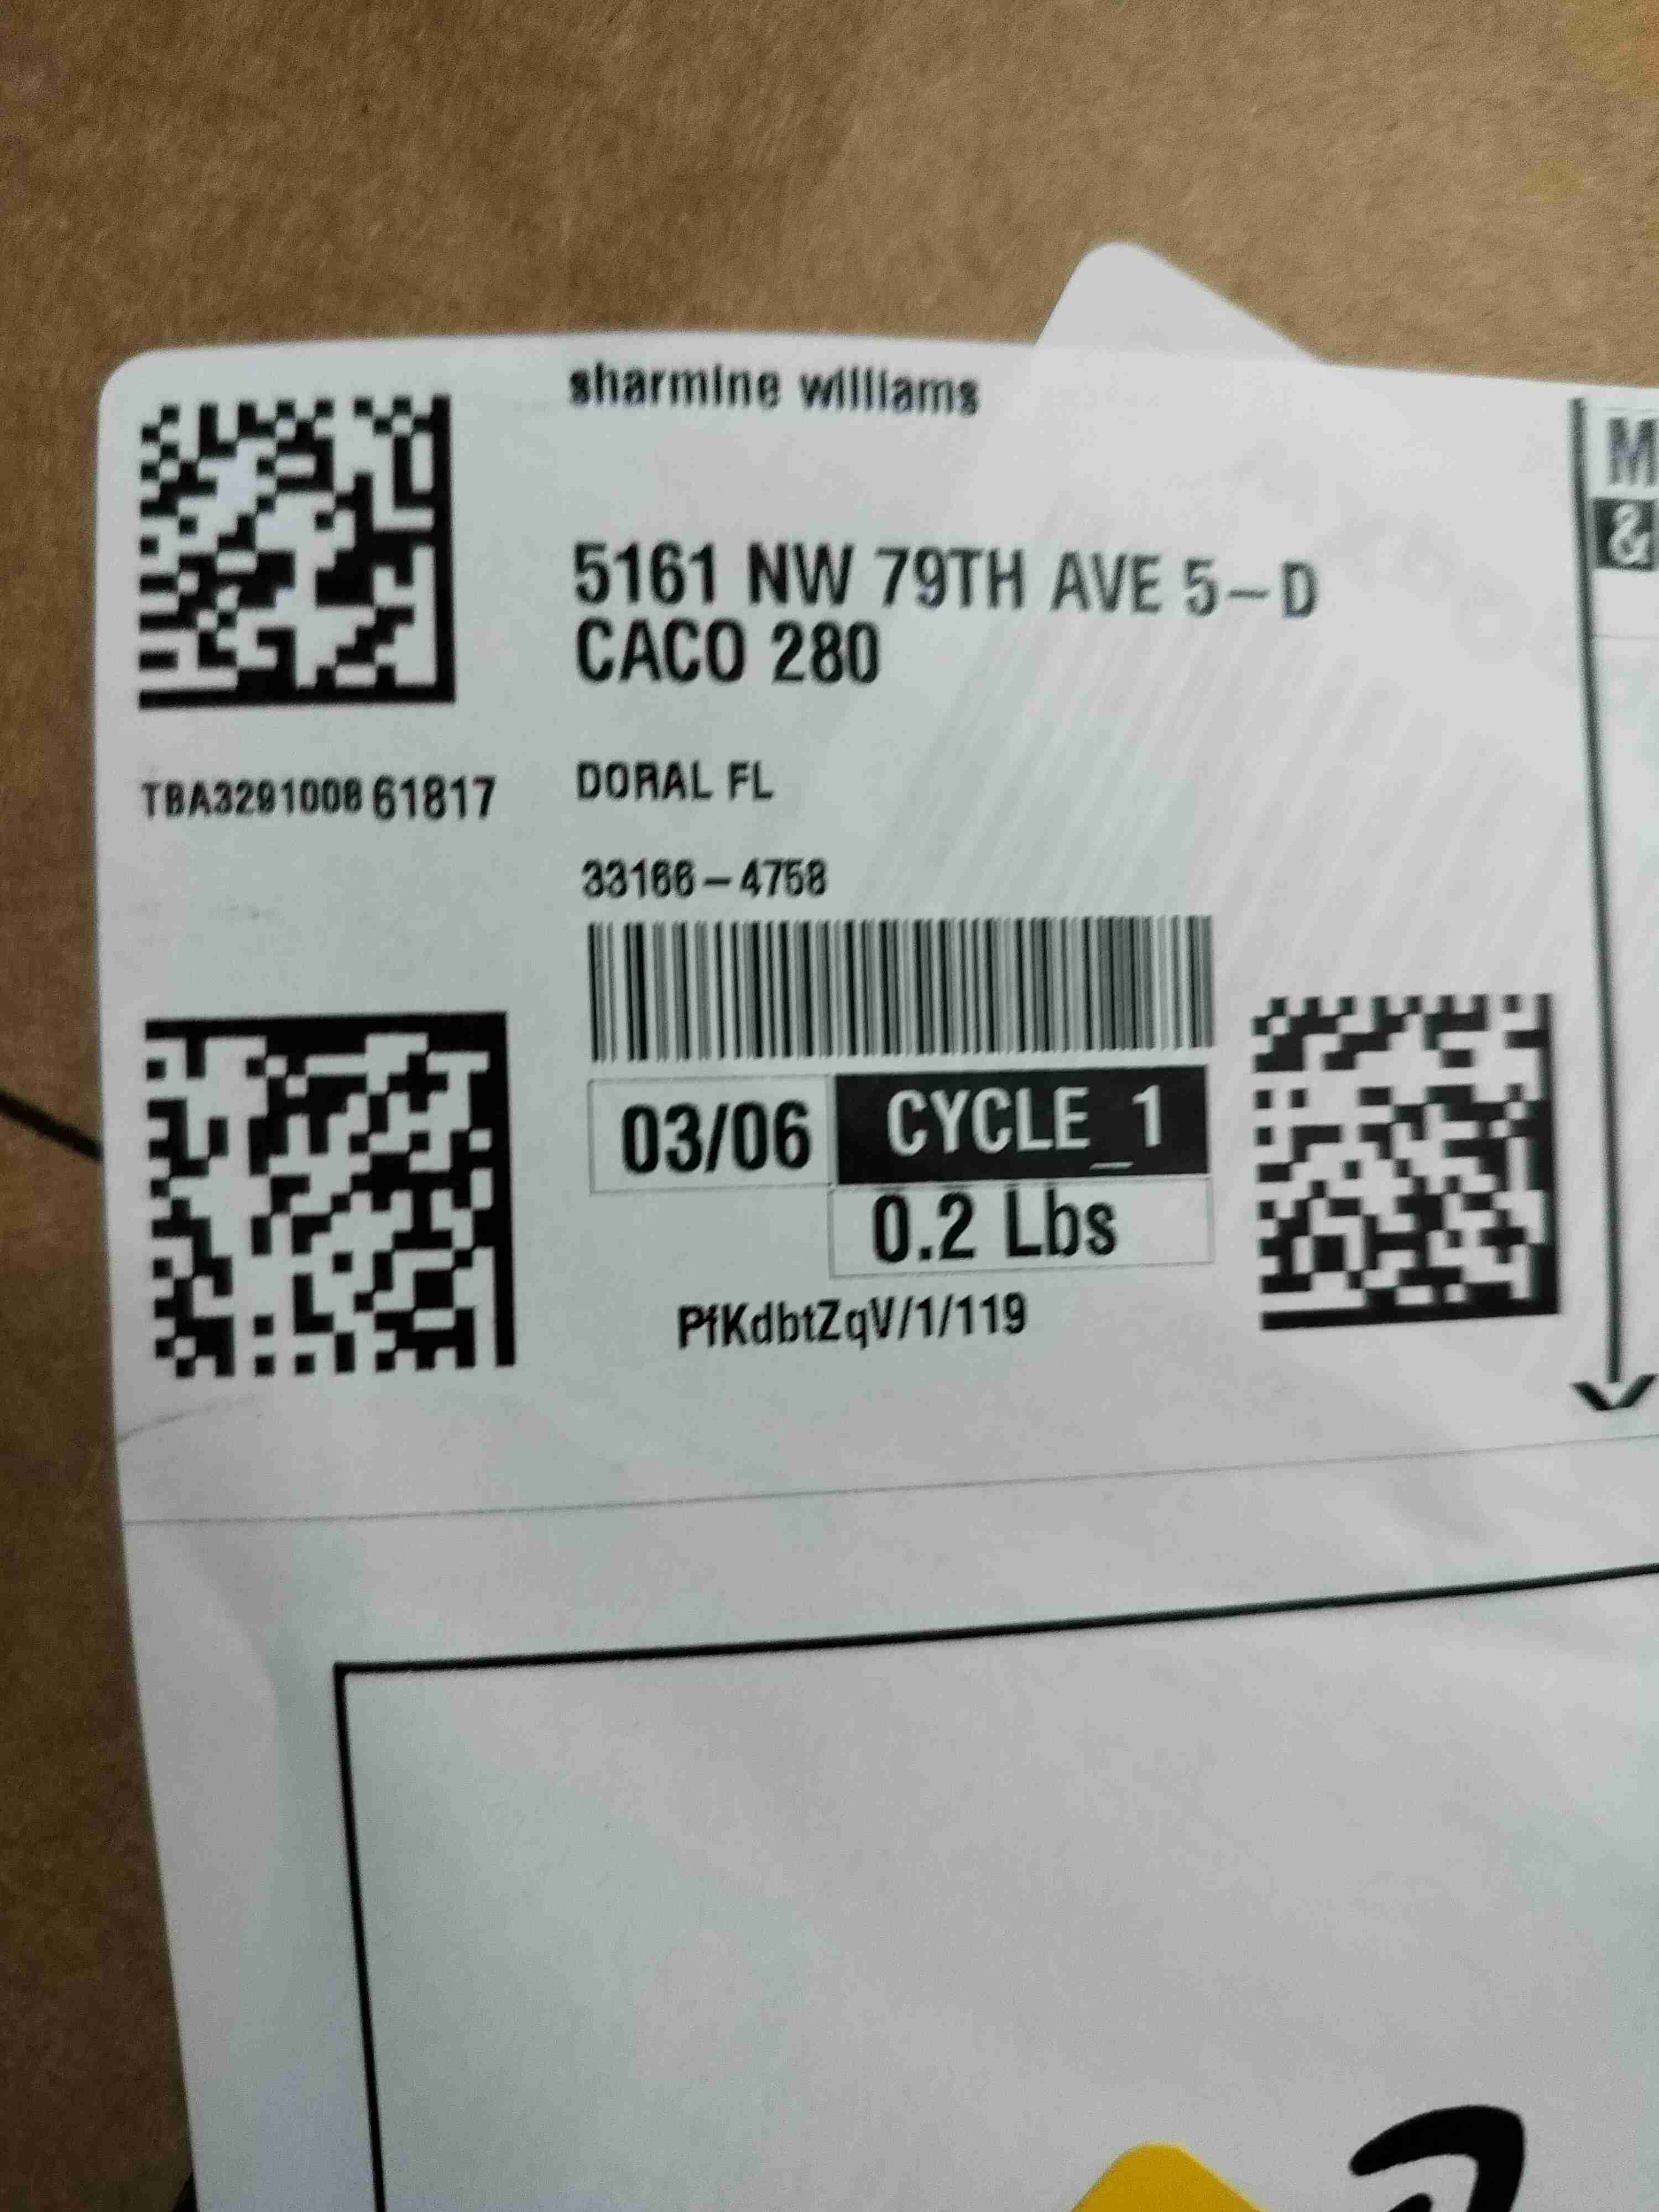 sharmine williams
5161 NW 79TH AVE 5-D
CACO 280
TBA329100861817
DORAL FL
33166-4758
03/06 CYCLE_1
0.2 Lbs
PfKdbtZqV/1/119
M
&